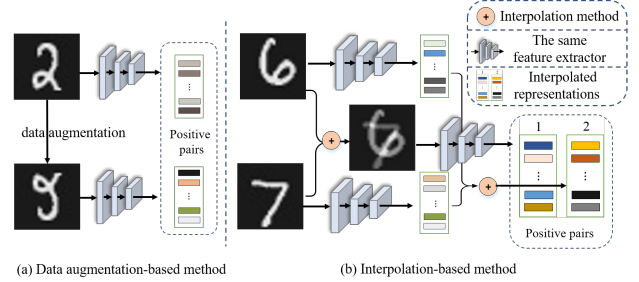 data augmentation
Positive
pairs
(a) Data augmentation-based method
Interpolation method
The same
feature extractor
Interpolated
representations
1 2
Positive pairs
(b) Interpolation-based method